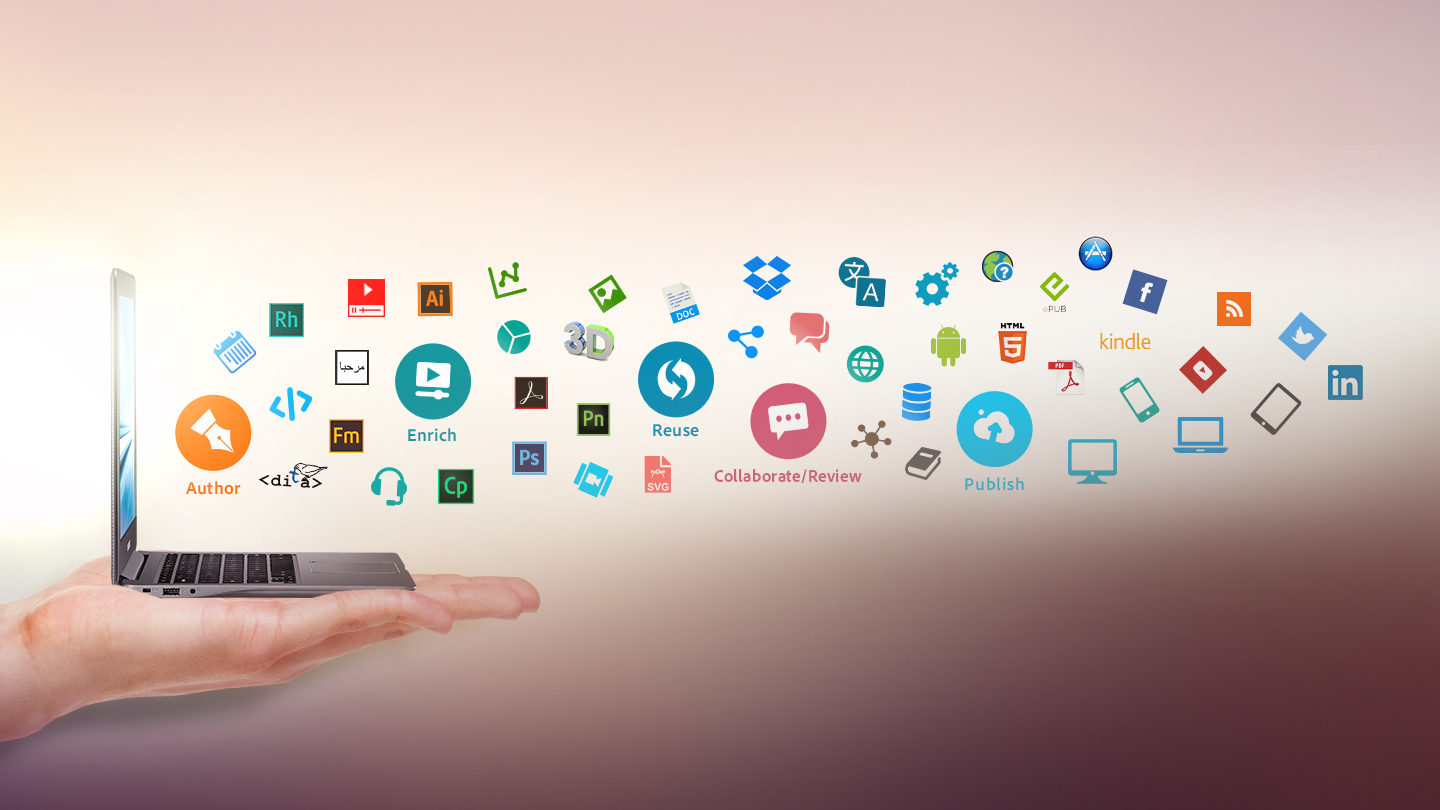 Rh
Ai
مرحبا
Fm
<dita>
Author
Enrich
Cp
Ps
3D
Pn
DOC
SVG
Reuse
文
A
Collaborate/Review
?
ePUB
HTML
5
PDF
kindle
f
in
Publish